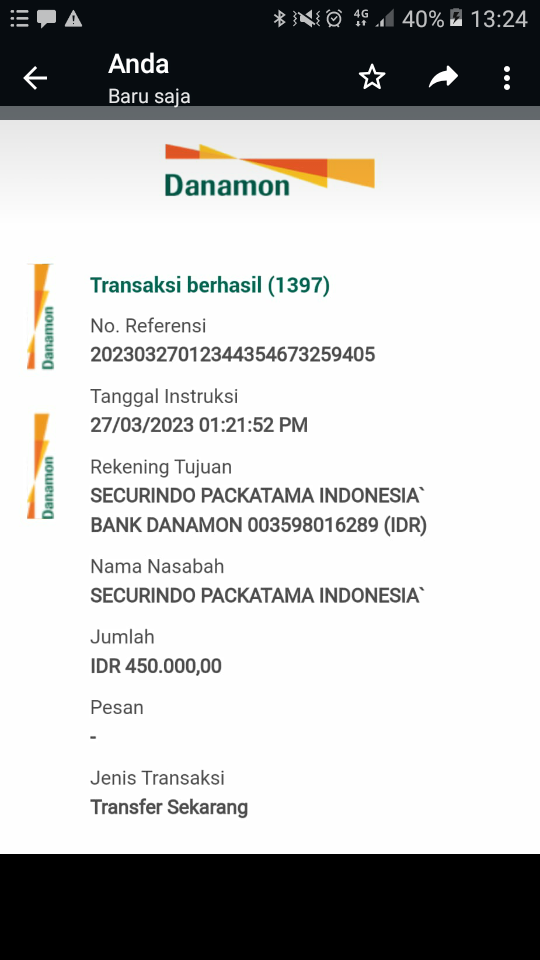 40% 13:24
4G
Anda
Baru saja
Danamon
Transaksi berhasil (1397)
No. Referensi
20230327012344354673259405
Tanggal Instruksi
27/03/2023 01:21:52 PM
Rekening Tujuan
SECURINDO PACKATAMA INDONESIA`
BANK DANAMON 003598016289 (IDR)
Nama Nasabah
SECURINDO PACKATAMA INDONESIA`
Jumlah
IDR 450.000,00
Pesan
-
Jenis Transaksi
Transfer Sekarang
Danamon
Danamon